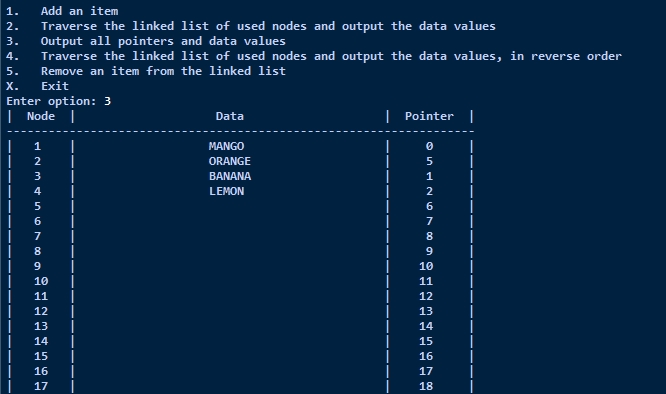 1.   Add an item
2.   Traverse the linked list of used nodes and output the data values
3.   Output all pointers and data values
4.   Traverse the linked list of used nodes and output the data values, in reverse order
5.   Remove an item from the linked list
X.   Exit
Enter option: 3
|  Node  |                    Data                    |  Pointer  |
-------------------------------------------------------------------
|   1    |                   MANGO                    |     0     |
|   2    |                   ORANGE                   |     5     |
|   3    |                   BANANA                   |     1     |
|   4    |                   LEMON                    |     2     |
|   5    |                                            |     6     |
|   6    |                                            |     7     |
|   7    |                                            |     8     |
|   8    |                                            |     9     |
|   9    |                                            |    10     |
|   10   |                                            |    11     |
|   11   |                                            |    12     |
|   12   |                                            |    13     |
|   13   |                                            |    14     |
|   14   |                                            |    15     |
|   15   |                                            |    16     |
|   16   |                                            |    17     |
|   17   |                                            |    18     |